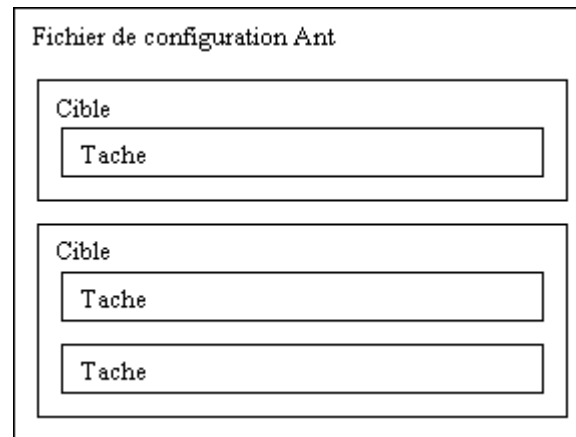 Fichier de configuration Ant
Cible
Tache
Cible
Tache
Tache